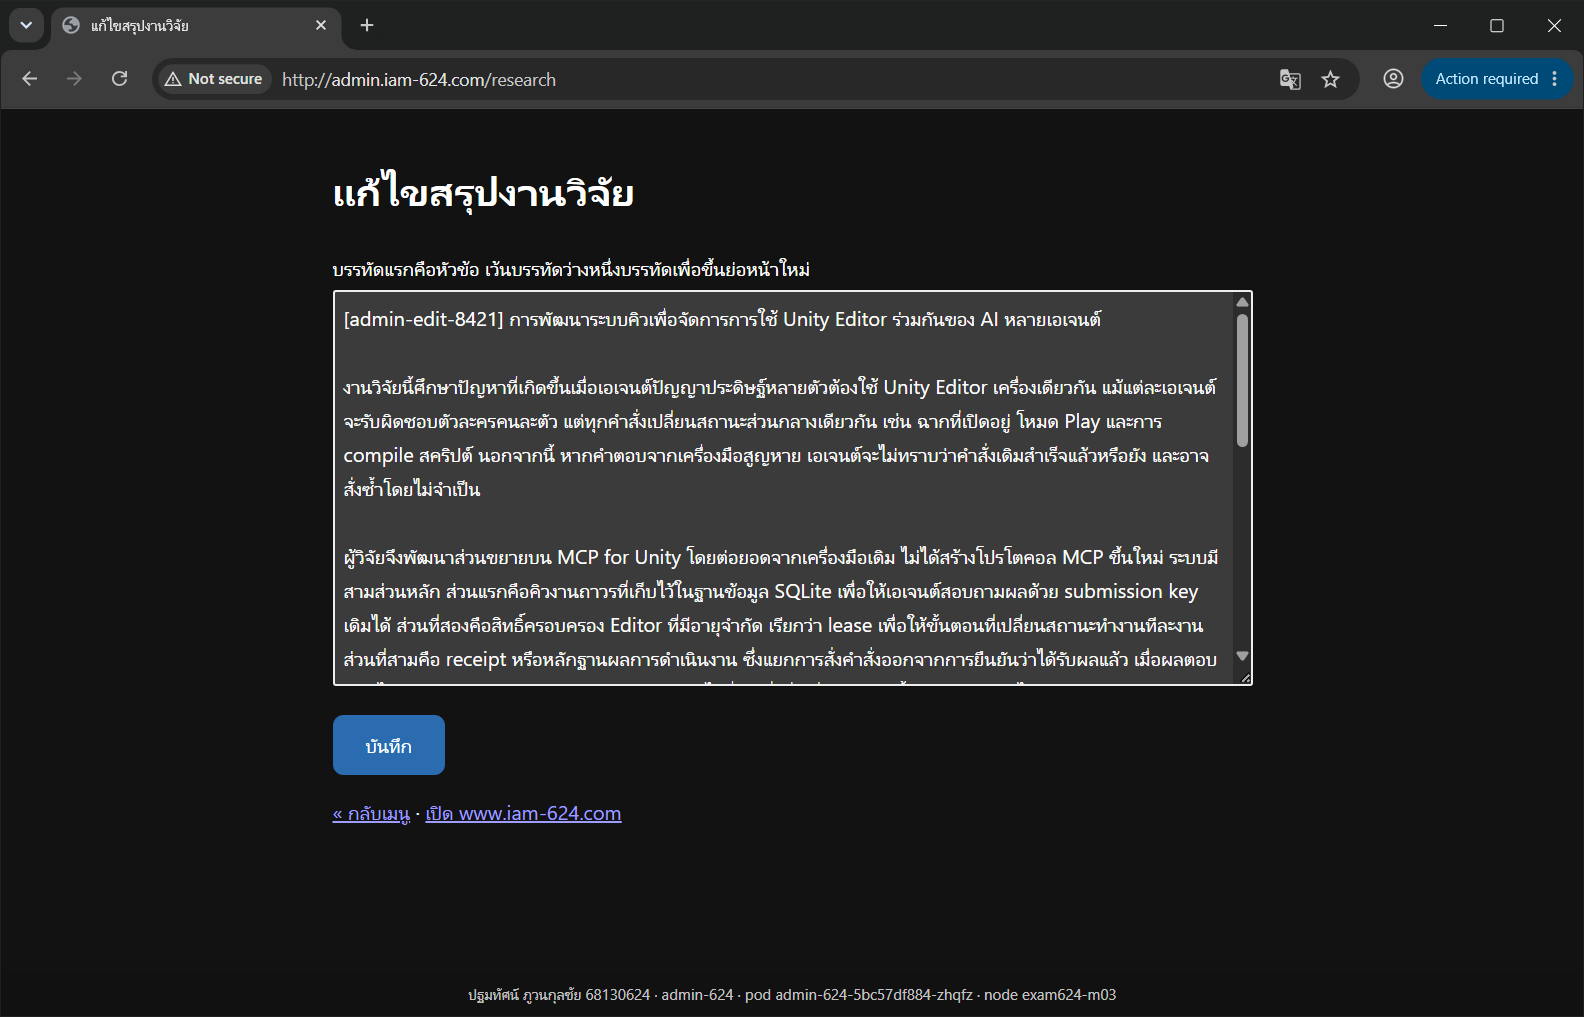 แก้ไขสรุปงานวิจัย
Not secure
http://admin.iam-624.com/research
Action required
แก้ไขสรุปงานวิจัย
บรรทัดแรกคือหัวข้อ เว้นบรรทัดว่างหนึ่งบรรทัดเพื่อขึ้นย่อหน้าใหม่
[admin-edit-8421] การพัฒนาระบบคิวเพื่อจัดการการใช้ Unity Editor ร่วมกันของ AI หลายเอเจนต์
งานวิจัยนี้ศึกษาปัญหาที่เกิดขึ้นเมื่อเอเจนต์ปัญญาประดิษฐ์หลายตัวต้องใช้ Unity Editor เครื่องเดียวกัน แม้แต่ละเอเจนต์
จะรับผิดชอบตัวละครคนละตัว แต่ทุกคำสั่งเปลี่ยนสถานะส่วนกลางเดียวกัน เช่น ฉากที่เปิดอยู่ โหมด Play และการ
compile สคริปต์ นอกจากนี้ หากคำตอบจากเครื่องมือสูญหาย เอเจนต์จะไม่ทราบว่าคำสั่งเดิมสำเร็จแล้วหรือยัง และอาจ
สั่งซ้ำโดยไม่จำเป็น
ผู้วิจัยจึงพัฒนาส่วนขยายบน MCP for Unity โดยต่อยอดจากเครื่องมือเดิม ไม่ได้สร้างโปรโตคอล MCP ขึ้นใหม่ ระบบมี
สามส่วนหลัก ส่วนแรกคือคิวงานถาวรที่เก็บไว้ในฐานข้อมูล SQLite เพื่อให้เอเจนต์สอบถามผลด้วย submission key
เดิมได้ ส่วนที่สองคือสิทธิ์ครอบครอง Editor ที่มีอายุจำกัด เรียกว่า lease เพื่อให้ขั้นตอนที่เปลี่ยนสถานะทำงานทีละงาน
ส่วนที่สามคือ receipt หรือหลักฐานผลการดำเนินงาน ซึ่งแยกการสั่งคำสั่งออกจากการยืนยันว่าได้รับผลแล้ว เมื่อผลตอบ
บันทึก
« กลับเมนู · เปิด www.iam-624.com
ปฐมทัศน์ ภูวนกุลชัย 68130624 · admin-624 · pod admin-624-5bc57df884-zhqfz · node exam624-m03